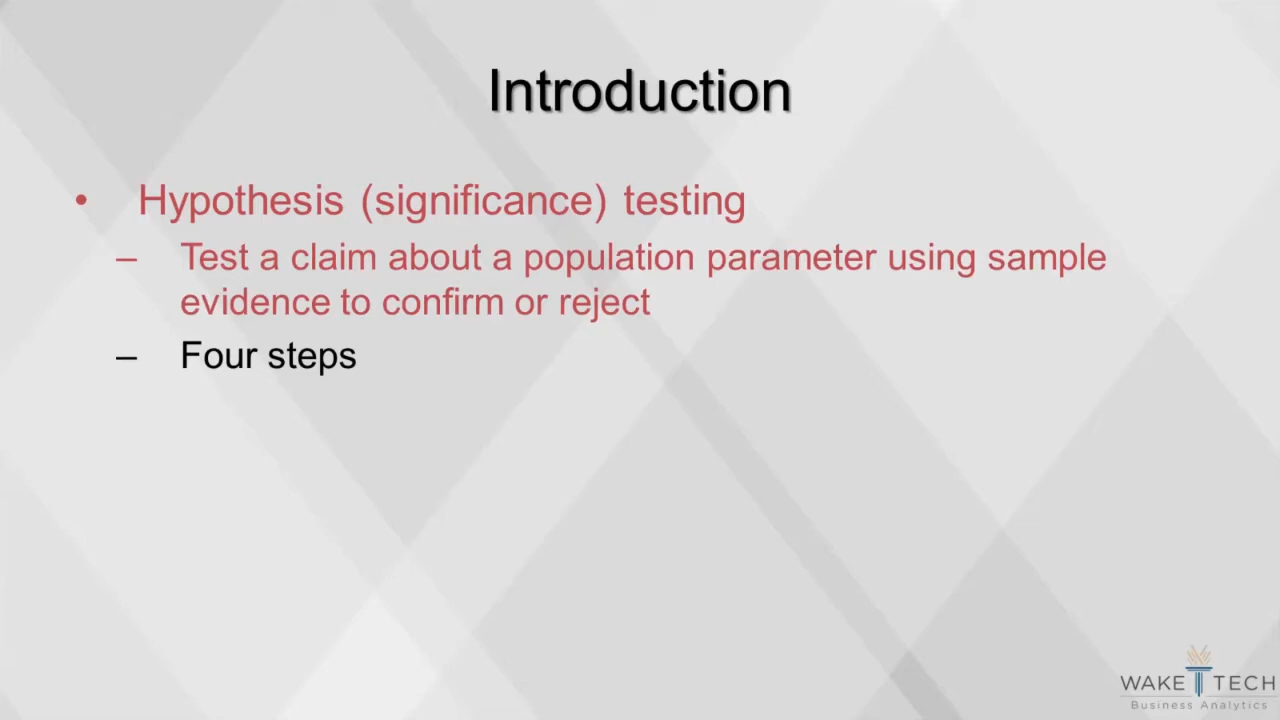 Introduction
• Hypothesis (significance) testing
– Test a claim about a population parameter using sample
evidence to confirm or reject
– Four steps
WAKE TECH
Business Analytics